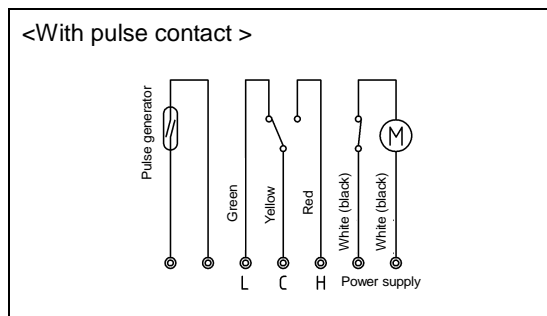 <With pulse contact >
Pulse generator
Green
Yellow
Red
White (black)
White (black)
M
L C H Power supply